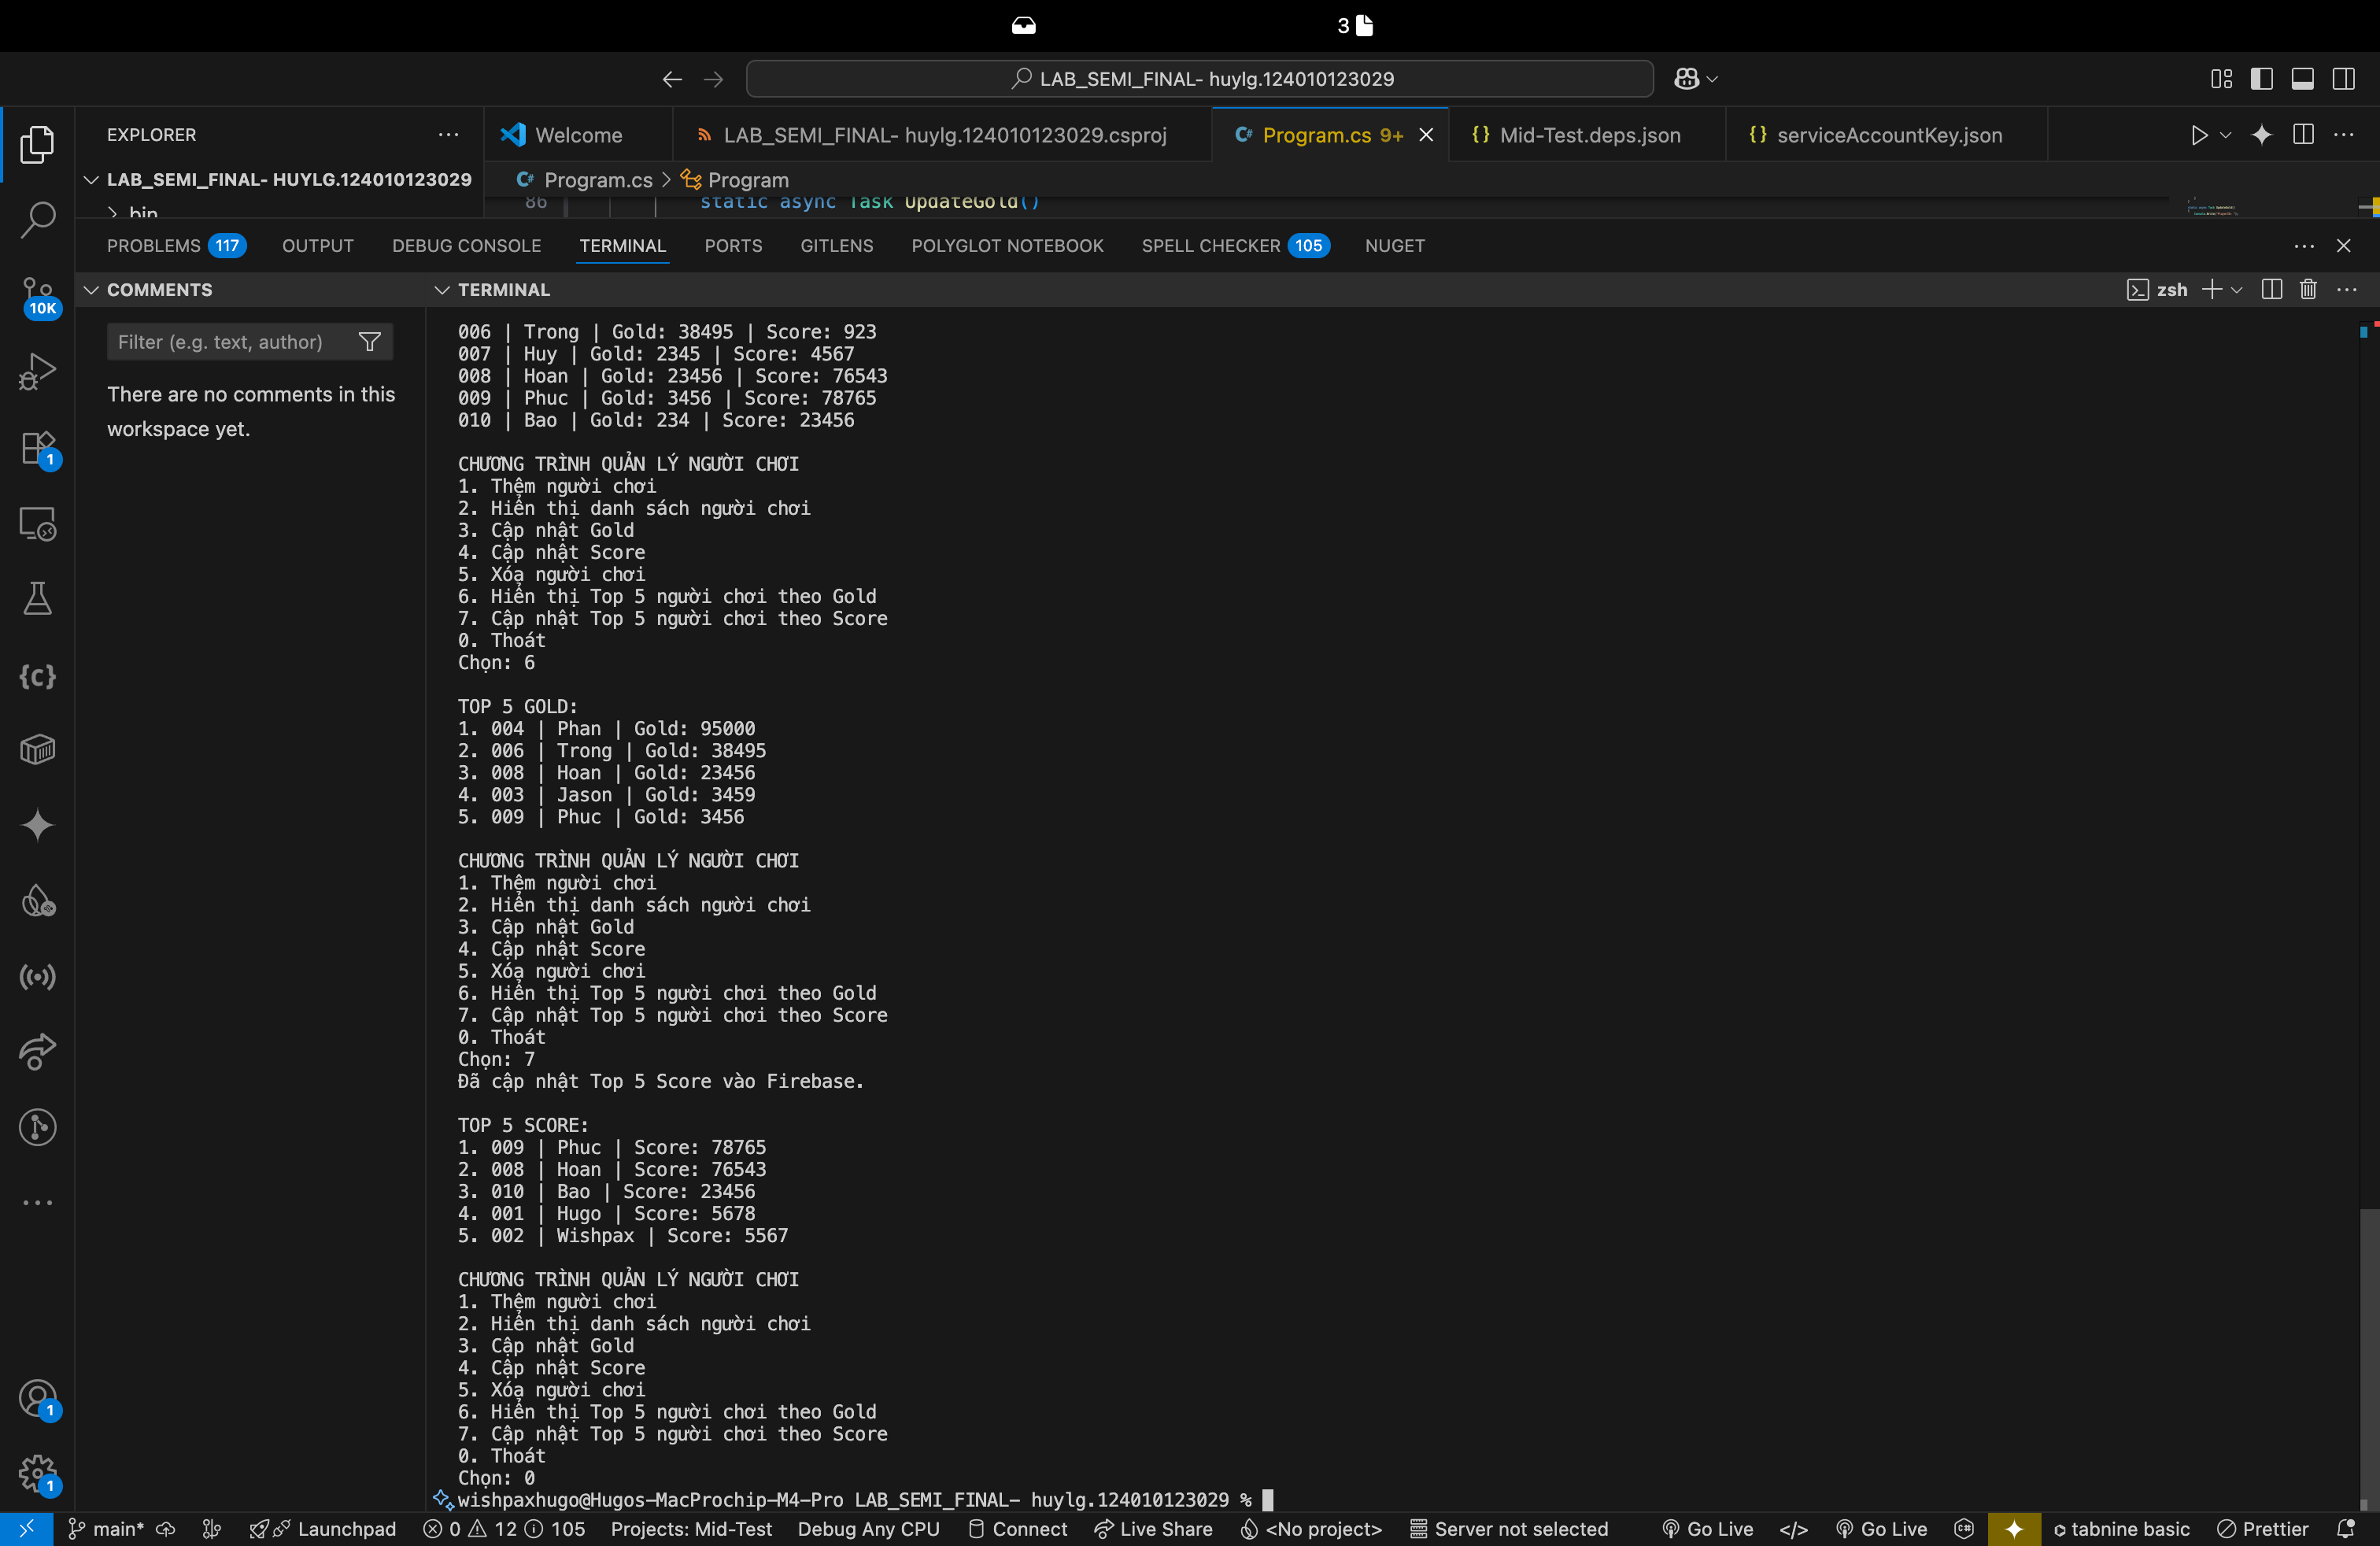 3
LAB_SEMI_FINAL- huylg.124010123029
EXPLORER
Welcome
LAB_SEMI_FINAL- huylg.124010123029.csproj
Program.cs 9+
Mid-Test.deps.json
serviceAccountKey.json
LAB_SEMI_FINAL- HUYLG.124010123029
Program.cs > Program
bin
86 static async Task UpdateGold()
PROBLEMS 117 OUTPUT DEBUG CONSOLE TERMINAL PORTS GITLENS POLYGLOT NOTEBOOK SPELL CHECKER 105 NUGET
COMMENTS
TERMINAL
zsh
10K
Filter (e.g. text, author)
There are no comments in this
workspace yet.
1
006 | Trong | Gold: 38495 | Score: 923
007 | Huy | Gold: 2345 | Score: 4567
008 | Hoan | Gold: 23456 | Score: 76543
009 | Phuc | Gold: 3456 | Score: 78765
010 | Bao | Gold: 234 | Score: 23456
CHƯƠNG TRÌNH QUẢN LÝ NGƯỜI CHƠI
1. Thêm người chơi
2. Hiển thị danh sách người chơi
3. Cập nhật Gold
4. Cập nhật Score
5. Xóa người chơi
6. Hiển thị Top 5 người chơi theo Gold
7. Cập nhật Top 5 người chơi theo Score
0. Thoát
Chọn: 6
TOP 5 GOLD:
1. 004 | Phan | Gold: 95000
2. 006 | Trong | Gold: 38495
3. 008 | Hoan | Gold: 23456
4. 003 | Jason | Gold: 3459
5. 009 | Phuc | Gold: 3456
CHƯƠNG TRÌNH QUẢN LÝ NGƯỜI CHƠI
1. Thêm người chơi
2. Hiển thị danh sách người chơi
3. Cập nhật Gold
4. Cập nhật Score
5. Xóa người chơi
6. Hiển thị Top 5 người chơi theo Gold
7. Cập nhật Top 5 người chơi theo Score
0. Thoát
Chọn: 7
Đã cập nhật Top 5 Score vào Firebase.
TOP 5 SCORE:
1. 009 | Phuc | Score: 78765
2. 008 | Hoan | Score: 76543
3. 010 | Bao | Score: 23456
4. 001 | Hugo | Score: 5678
5. 002 | Wishpax | Score: 5567
CHƯƠNG TRÌNH QUẢN LÝ NGƯỜI CHƠI
1. Thêm người chơi
2. Hiển thị danh sách người chơi
3. Cập nhật Gold
4. Cập nhật Score
5. Xóa người chơi
6. Hiển thị Top 5 người chơi theo Gold
7. Cập nhật Top 5 người chơi theo Score
0. Thoát
Chọn: 0
wishpaxhugo@Hugos-MacProchip-M4-Pro LAB_SEMI_FINAL- huylg.124010123029 %
1
1
main* Launchpad 0 12 105 Projects: Mid-Test Debug Any CPU Connect Live Share <No project> Server not selected Go Live </> Go Live tabnine basic Prettier